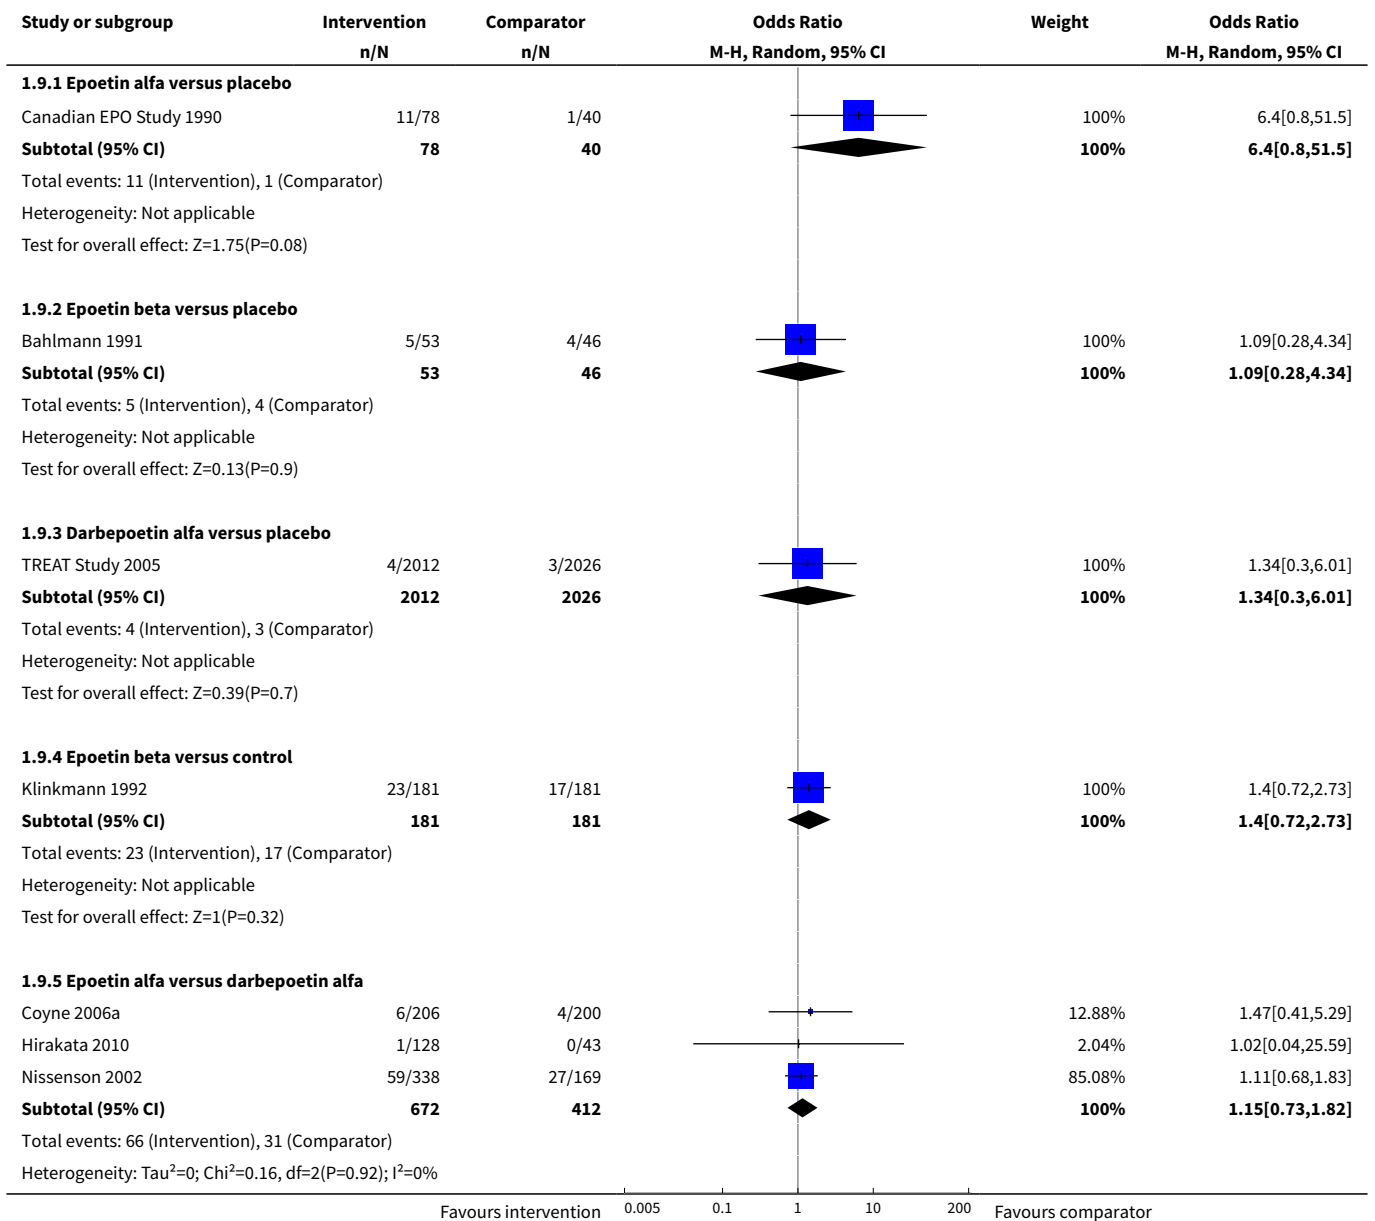 Study or subgroup Intervention Comparator Odds Ratio Weight Odds Ratio
n/N n/N M-H, Random, 95% CI M-H, Random, 95% CI
1.9.1 Epoetin alfa versus placebo
Canadian EPO Study 1990 11/78 1/40 100% 6.4[0.8,51.5]
Subtotal (95% CI) 78 40 100% 6.4[0.8,51.5]
Total events: 11 (Intervention), 1 (Comparator)
Heterogeneity: Not applicable
Test for overall effect: Z=1.75(P=0.08)
1.9.2 Epoetin beta versus placebo
Bahlmann 1991 5/53 4/46 100% 1.09[0.28,4.34]
Subtotal (95% CI) 53 46 100% 1.09[0.28,4.34]
Total events: 5 (Intervention), 4 (Comparator)
Heterogeneity: Not applicable
Test for overall effect: Z=0.13(P=0.9)
1.9.3 Darbepoetin alfa versus placebo
TREAT Study 2005 4/2012 3/2026 100% 1.34[0.3,6.01]
Subtotal (95% CI) 2012 2026 100% 1.34[0.3,6.01]
Total events: 4 (Intervention), 3 (Comparator)
Heterogeneity: Not applicable
Test for overall effect: Z=0.39(P=0.7)
1.9.4 Epoetin beta versus control
Klinkmann 1992 23/181 17/181 100% 1.4[0.72,2.73]
Subtotal (95% CI) 181 181 100% 1.4[0.72,2.73]
Total events: 23 (Intervention), 17 (Comparator)
Heterogeneity: Not applicable
Test for overall effect: Z=1(P=0.32)
1.9.5 Epoetin alfa versus darbepoetin alfa
Coyne 2006a 6/206 4/200 12.88% 1.47[0.41,5.29]
Hirakata 2010 1/128 0/43 2.04% 1.02[0.04,25.59]
Nissenson 2002 59/338 27/169 85.08% 1.11[0.68,1.83]
Subtotal (95% CI) 672 412 100% 1.15[0.73,1.82]
Total events: 66 (Intervention), 31 (Comparator)
Heterogeneity: Tau²=0; Chi²=0.16, df=2(P=0.92); I²=0%
Favours intervention 0.005 0.1 1 10 200 Favours comparator